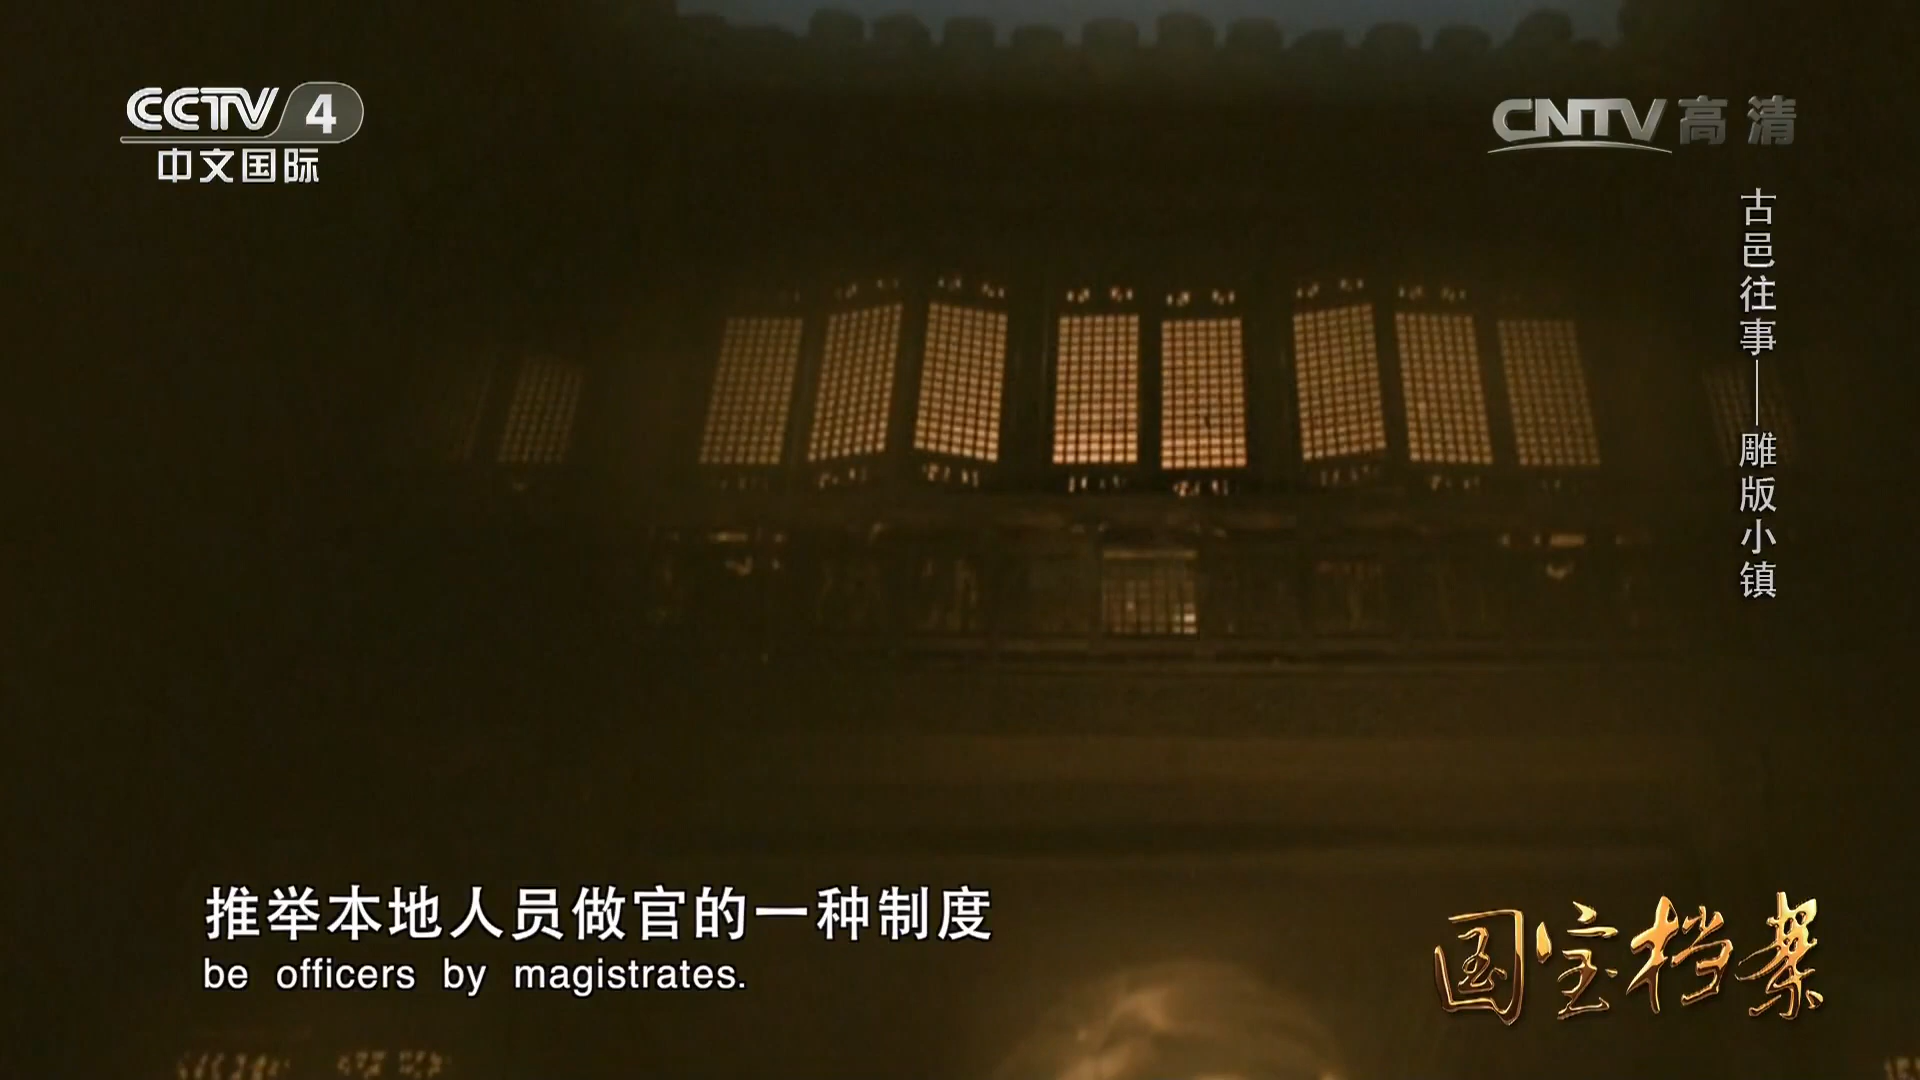 CCTV 4
中文国际
CNTV 高清
古邑往事——雕版小镇
推举本地人员做官的一种制度
be officers by magistrates.
国宝档案